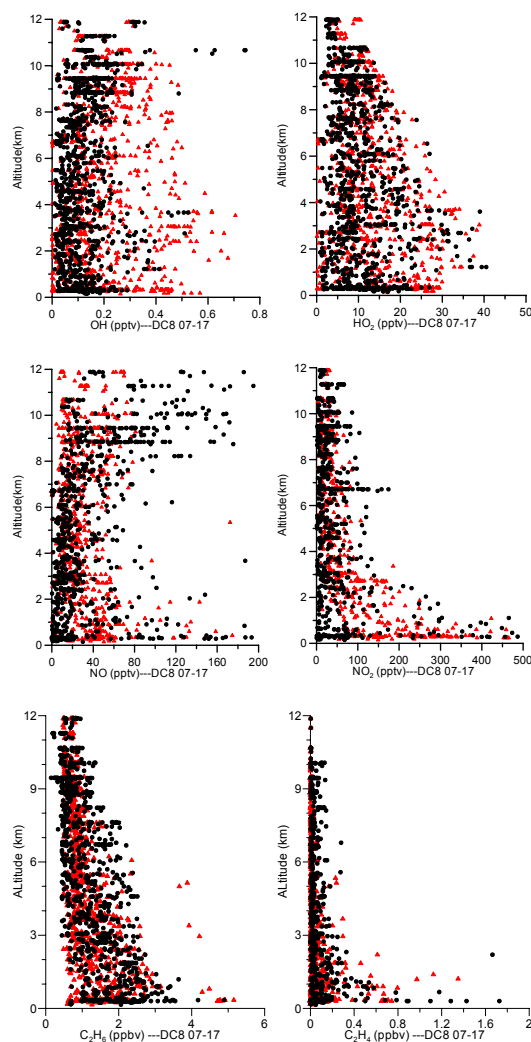 12
10
8
6
4
2
0
Altitude(km)
0 0.2 0.4 0.6 0.8
OH (pptv)---DC8 07-17
12
10
8
6
4
2
0
Altitude(km)
0 10 20 30 40 50
HO₂ (pptv)---DC8 07-17
12
10
8
6
4
2
0
Altitude(km)
0 40 80 120 160 200
NO (pptv)---DC8 07-17
12
10
8
6
4
2
0
Altitude(km)
0 100 200 300 400 500
NO₂ (pptv)---DC8 07-17
12
9
6
3
0
ALtitude (km)
0 2 4 6
C₂H₆ (ppbv) ---DC8 07-17
12
9
6
3
0
ALtitude (km)
0 0.4 0.8 1.2 1.6 2
C₂H₄ (ppbv) ---DC8 07-17